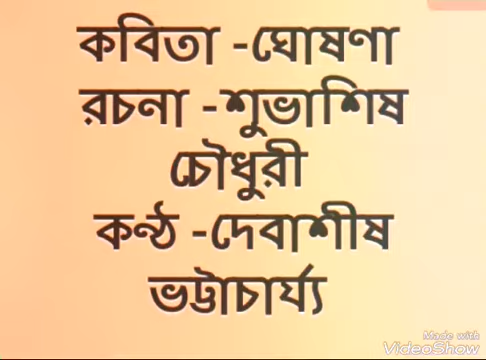 কবিতা -ঘোষণা
রচনা -শুভাশিষ
চৌধুরী
কন্ঠ -দেবাশীষ
ভট্টাচার্য্য
Made with
VideoShow